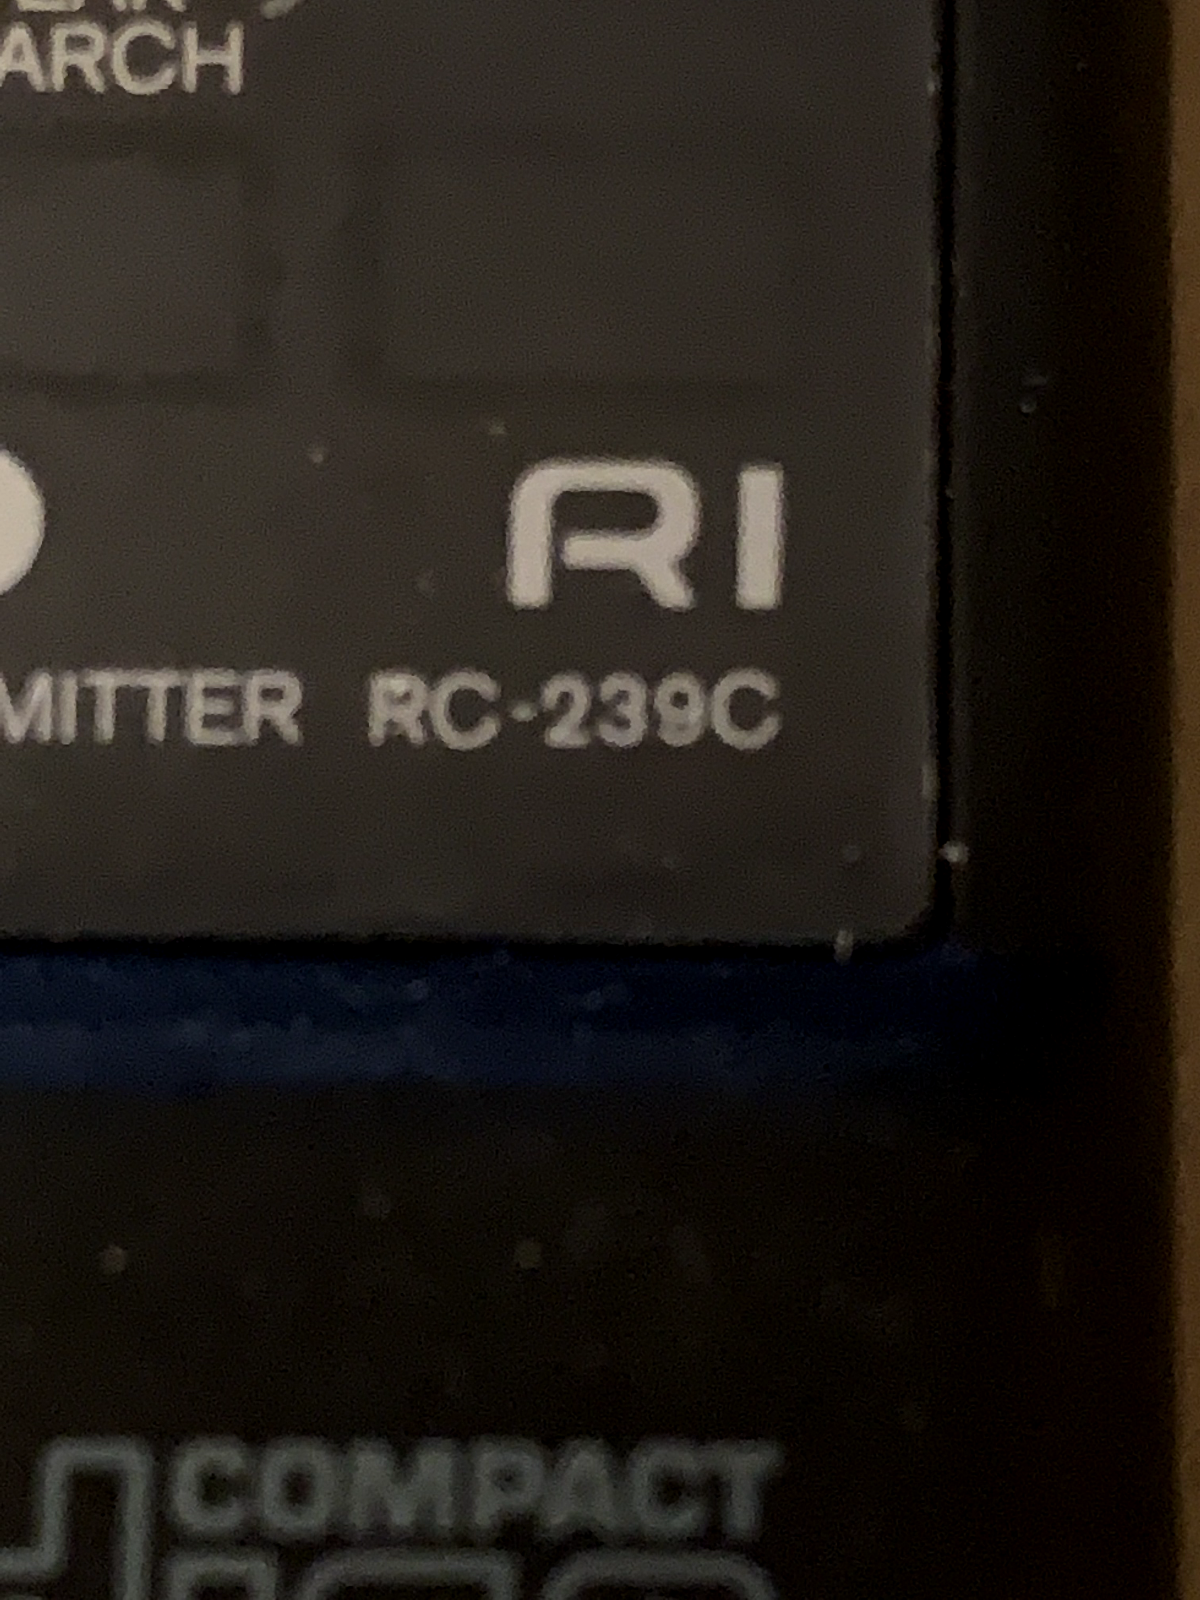 ARCH
RI
MITTER RC-239C
COMPACT